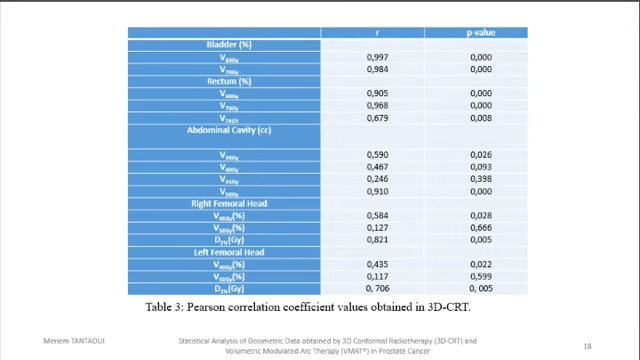 r p-value
Bladder (%)
V60Gy 0,997 0,000
V70Gy 0,984 0,000
Rectum (%)
V60Gy 0,905 0,000
V70Gy 0,968 0,000
V74GY 0,679 0,008
Abdominal Cavity (cc)
V30Gy 0,590 0,026
V40Gy 0,467 0,093
V45Gy 0,246 0,398
V50Gy 0,910 0,000
Right Femoral Head
V40Gy(%) 0,584 0,028
V50Gy(%) 0,127 0,666
D2%(Gy) 0,821 0,005
Left Femoral Head
V40Gy(%) 0,435 0,022
V50Gy(%) 0,117 0,599
D2%(Gy) 0, 706 0, 005
Table 3: Pearson correlation coefficient values obtained in 3D-CRT.
Meriem TANTAOUI
Statistical Analysis of Dosimetric Data obtained by 3D Conformal Radiotherapy (3D-CRT) and
Volumetric Modulated Arc Therapy (VMAT®) in Prostate Cancer
18